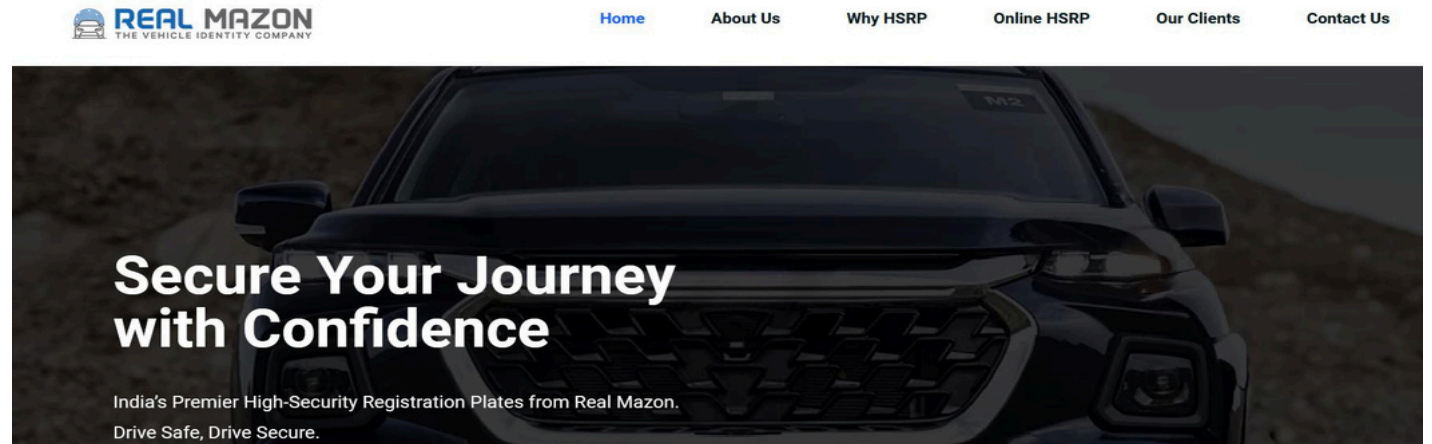 REAL MAZON
THE VEHICLE IDENTITY COMPANY
Home About Us Why HSRP Online HSRP Our Clients Contact Us
M2
Secure Your Journey
with Confidence
India's Premier High-Security Registration Plates from Real Mazon.
Drive Safe, Drive Secure.